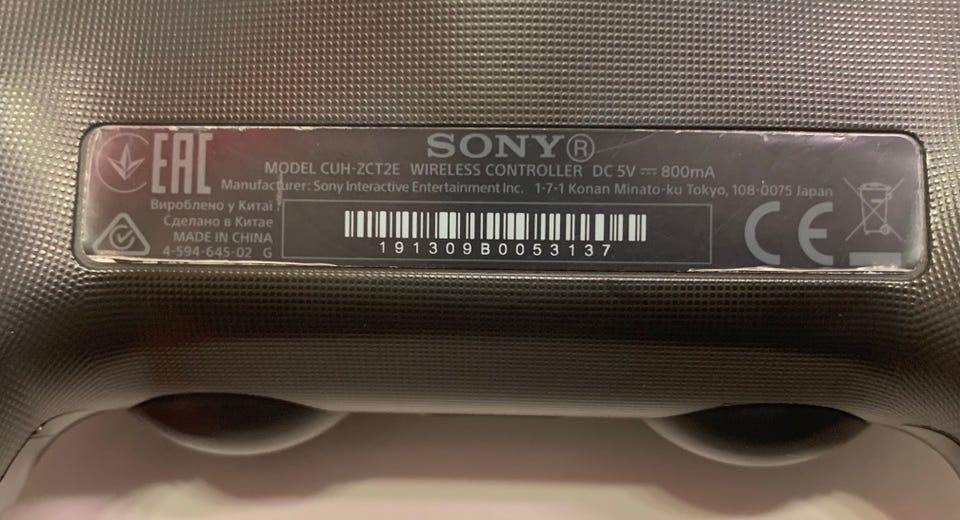 EAC
SONY®
MODEL CUH-ZCT2E WIRELESS CONTROLLER DC 5V ⎓ 800mA
Manufacturer: Sony Interactive Entertainment Inc. 1-7-1 Konan Minato-ku Tokyo, 108-0075 Japan
Вироблено у Китаї
Сделано в Китае
MADE IN CHINA
4-594-645-02 G
191309B0053137
CE